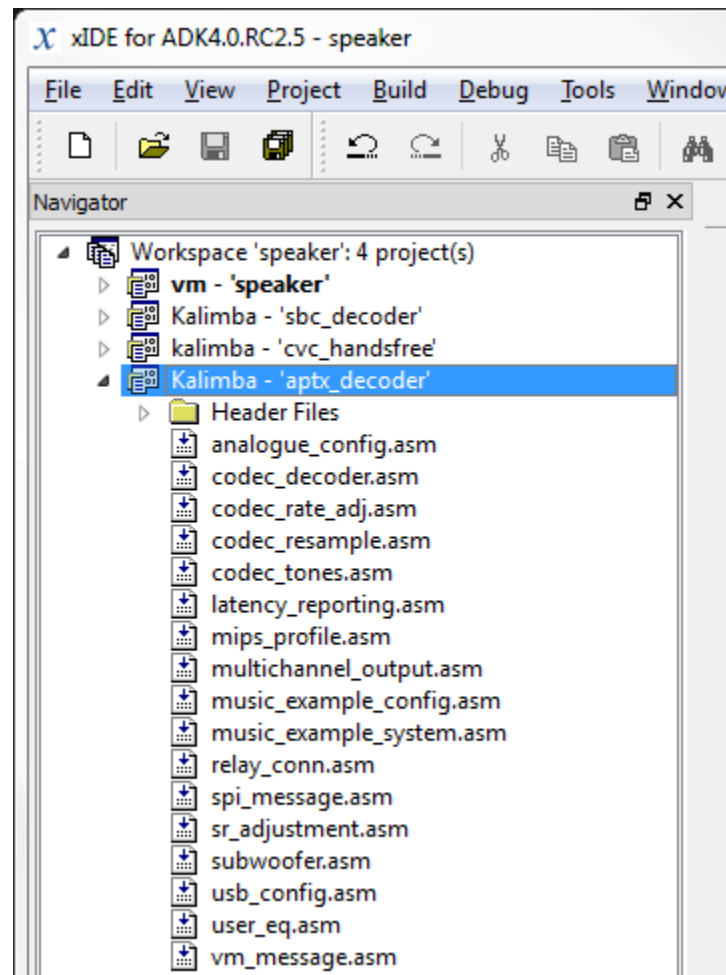 xIDE for ADK4.0.RC2.5 - speaker
File Edit View Project Build Debug Tools Window
Navigator
Workspace 'speaker': 4 project(s)
vm - 'speaker'
Kalimba - 'sbc_decoder'
kalimba - 'cvc_handsfree'
Kalimba - 'aptx_decoder'
Header Files
analogue_config.asm
codec_decoder.asm
codec_rate_adj.asm
codec_resample.asm
codec_tones.asm
latency_reporting.asm
mips_profile.asm
multichannel_output.asm
music_example_config.asm
music_example_system.asm
relay_conn.asm
spi_message.asm
sr_adjustment.asm
subwoofer.asm
usb_config.asm
user_eq.asm
vm_message.asm